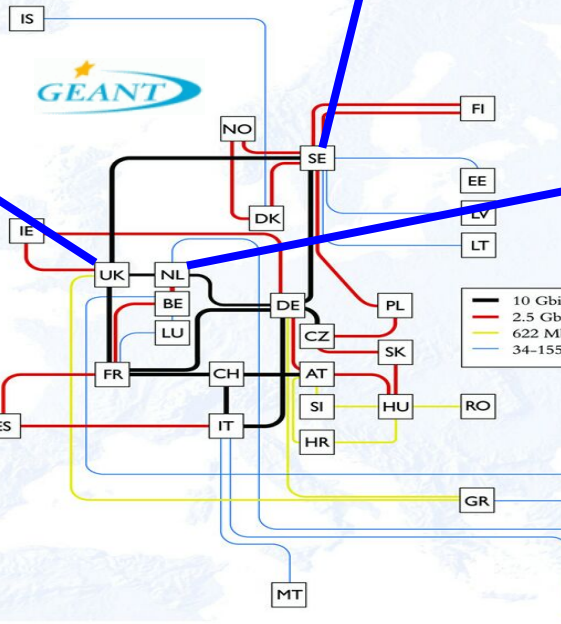 IS
GEANT
FI
NO
SE
EE
DK
LV
LT
IE
UK
NL
BE
DE
PL
LU
CZ
SK
FR
CH
AT
SI
HU
RO
ES
IT
HR
GR
MT
10 Gbi
2.5 Gb
622 M
34-155